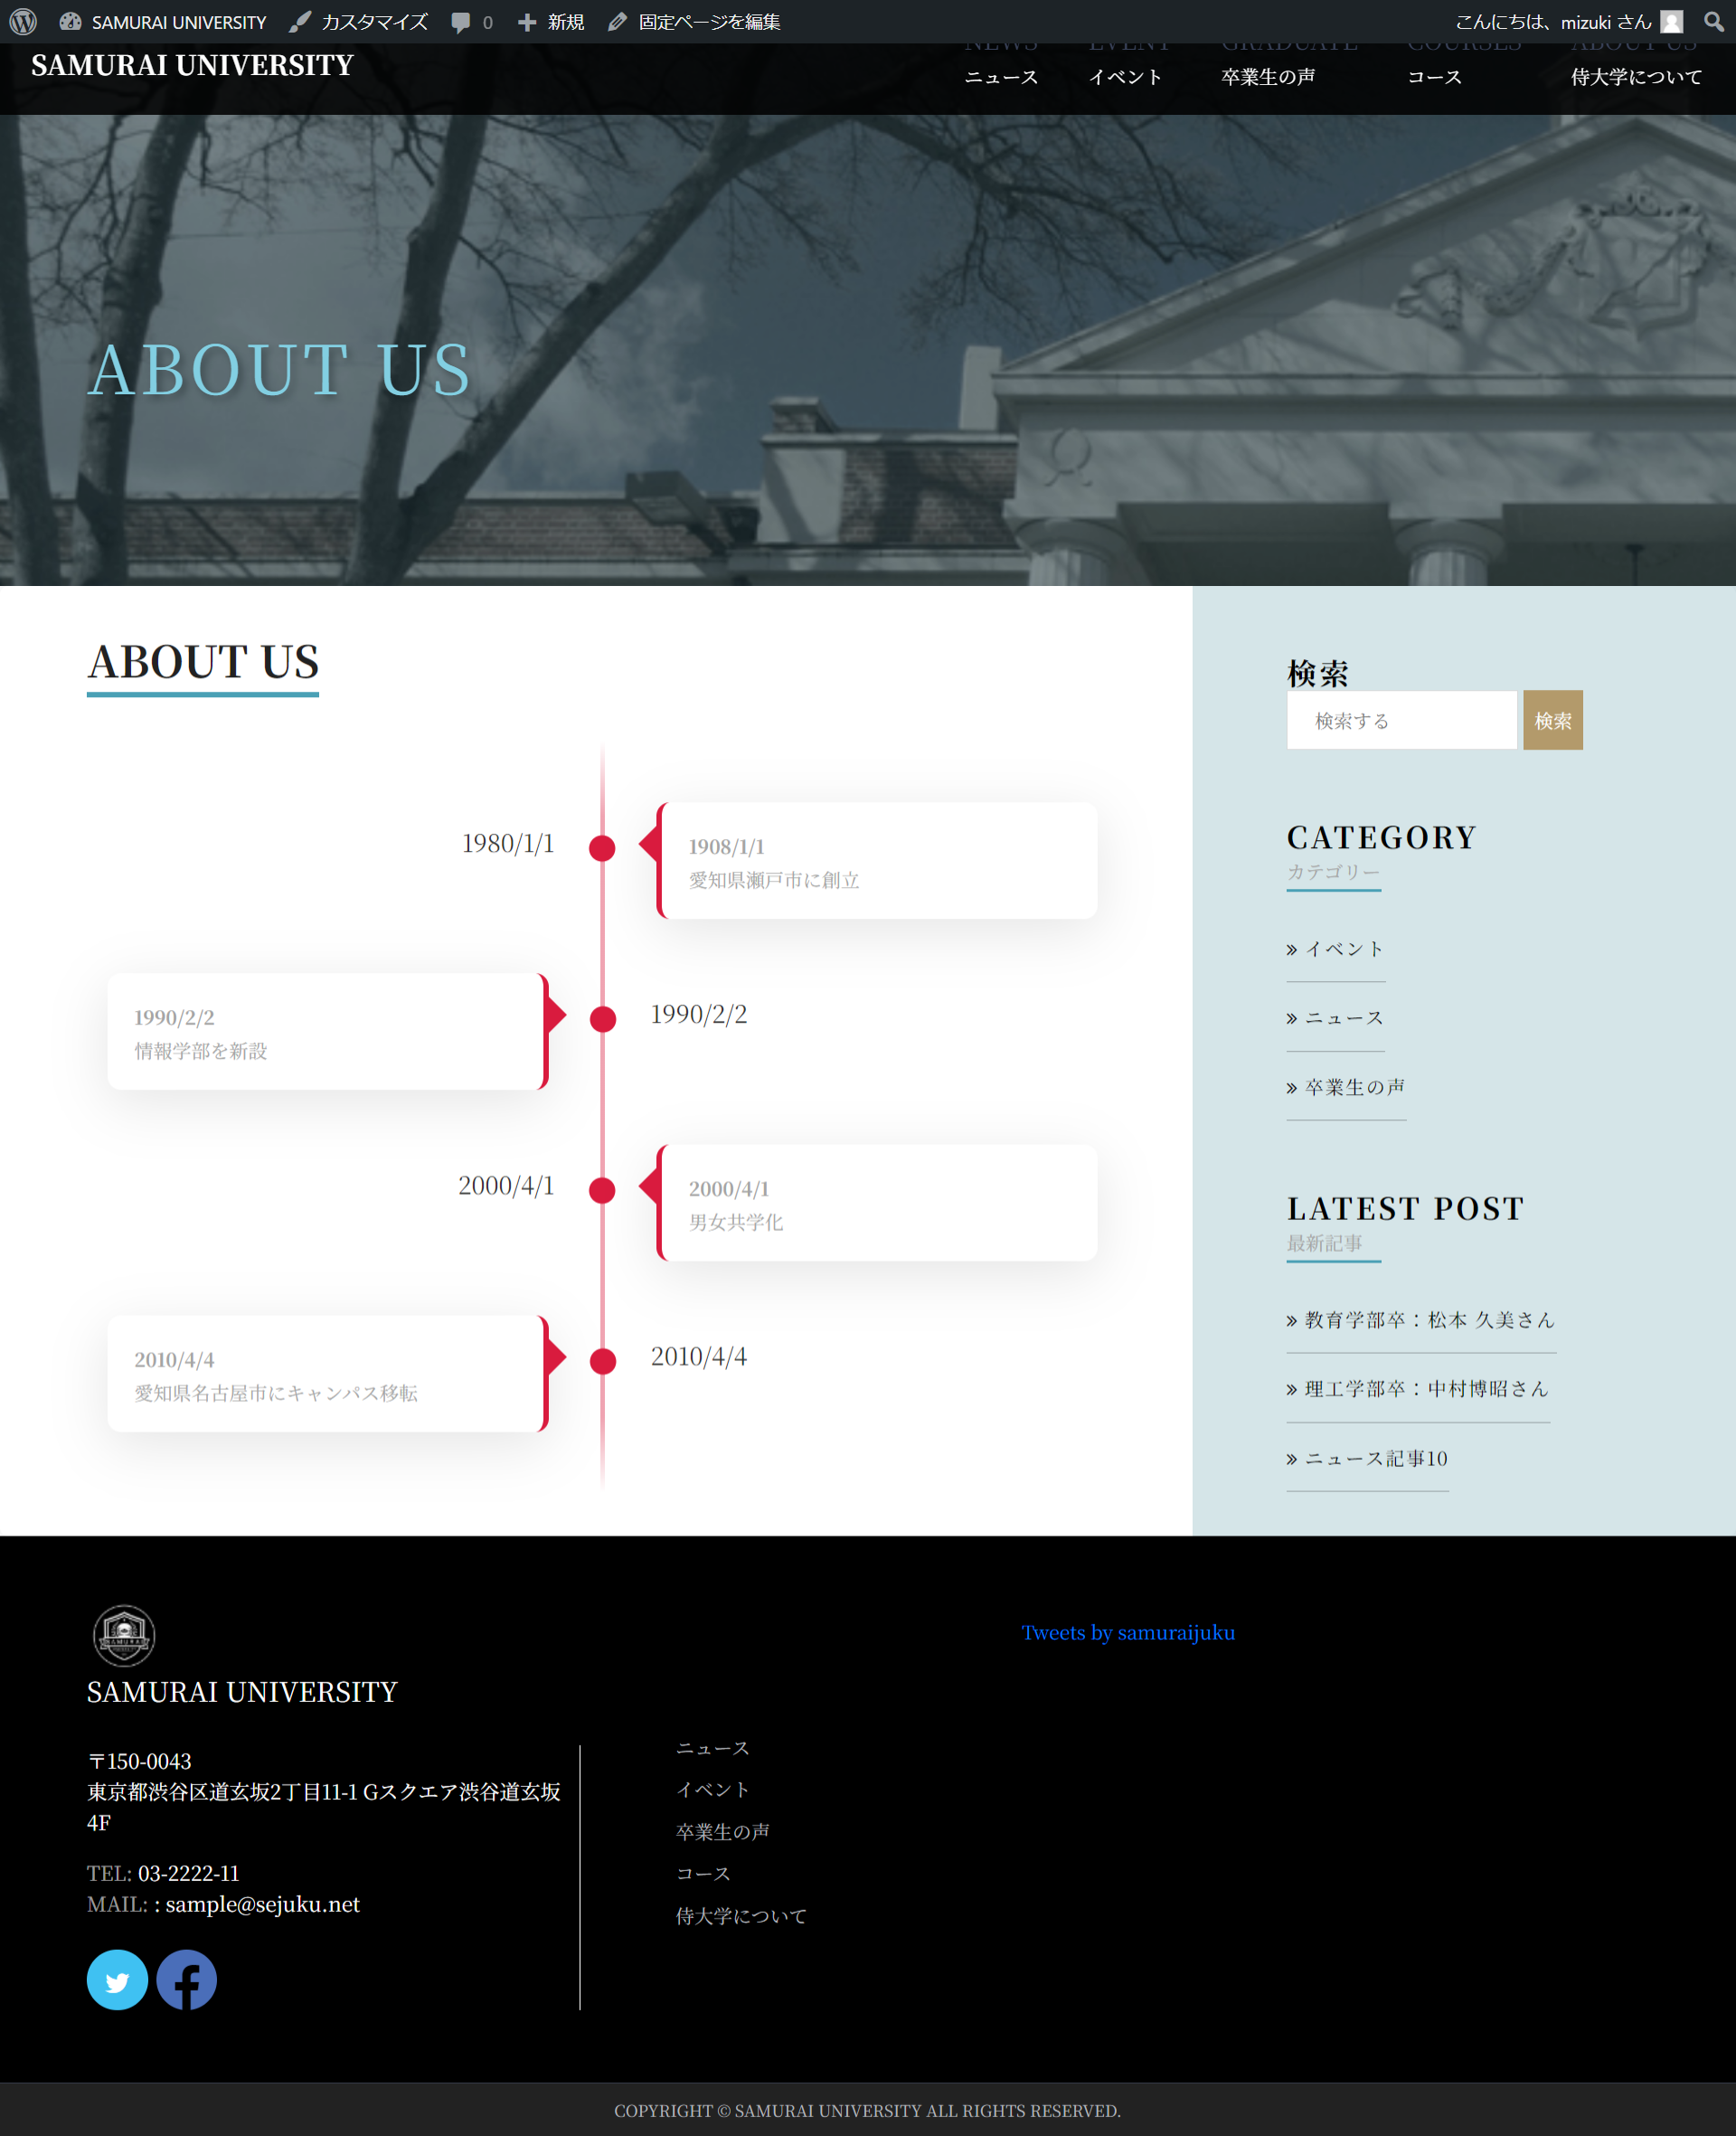 SAMURAI UNIVERSITY カスタマイズ 0 新規 固定ページを編集 こんにちは、mizuki さん
SAMURAI UNIVERSITY
NEWS EVENT GRADUATE COURSES ABOUT US
ニュース イベント 卒業生の声 コース 侍大学について
ABOUT US
ABOUT US
1980/1/1
1908/1/1
愛知県瀬戸市に創立
1990/2/2
情報学部を新設
1990/2/2
2000/4/1
2000/4/1
男女共学化
2010/4/4
愛知県名古屋市にキャンパス移転
2010/4/4
検索
検索する 検索
CATEGORY
カテゴリー
» イベント
» ニュース
» 卒業生の声
LATEST POST
最新記事
» 教育学部卒：松本 久美さん
» 理工学部卒：中村博昭さん
» ニュース記事10
SAMURAI
SAMURAI UNIVERSITY
〒150-0043
東京都渋谷区道玄坂2丁目11-1 Gスクエア渋谷道玄坂
4F
TEL: 03-2222-11
MAIL: : sample@sejuku.net
ニュース
イベント
卒業生の声
コース
侍大学について
Tweets by samuraijuku
COPYRIGHT © SAMURAI UNIVERSITY ALL RIGHTS RESERVED.